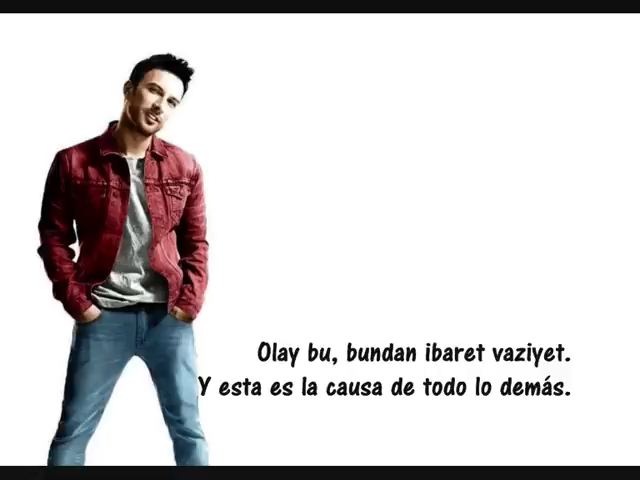 Olay bu, bundan ibaret vaziyet.
Y esta es la causa de todo lo demás.